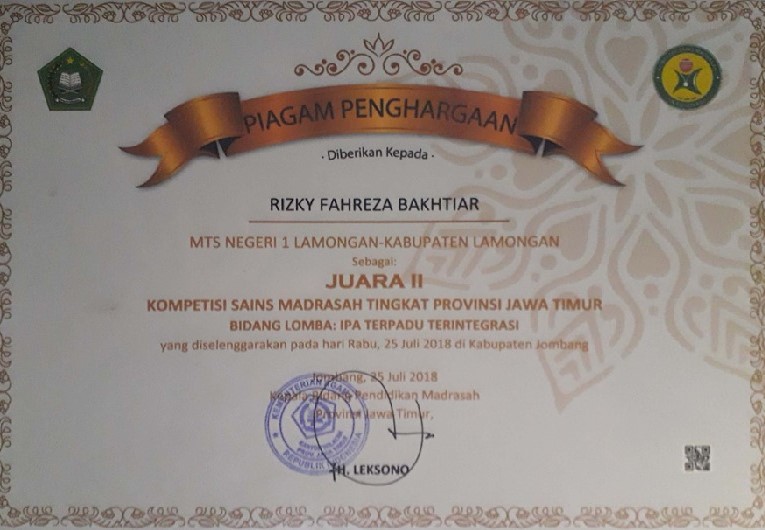 PIAGAM PENGHARGAAN
· Diberikan Kepada ·
RIZKY FAHREZA BAKHTIAR
MTS NEGERI 1 LAMONGAN-KABUPATEN LAMONGAN
Sebagai:
JUARA II
KOMPETISI SAINS MADRASAH TINGKAT PROVINSI JAWA TIMUR
BIDANG LOMBA: IPA TERPADU TERINTEGRASI
yang diselenggarakan pada hari Rabu, 25 Juli 2018 di Kabupaten Jombang
Jombang, 25 Juli 2018
Kepala Bidang Pendidikan Madrasah
Provinsi Jawa Timur,
KEMENTERIAN AGAMA
REPUBLIK INDONESIA
H. LEKSONO